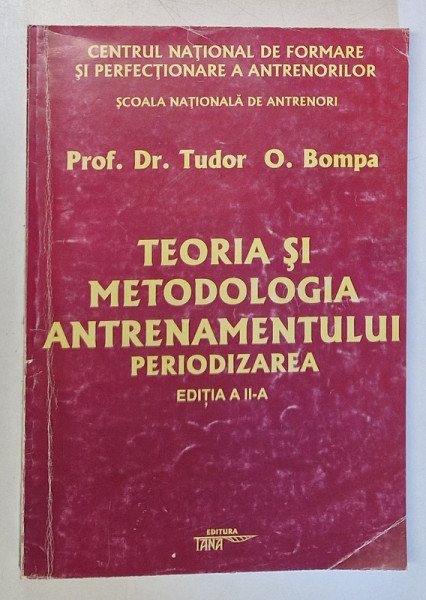 CENTRUL NAȚIONAL DE FORMARE
ȘI PERFECȚIONARE A ANTRENORILOR
ȘCOALA NAȚIONALĂ DE ANTRENORI
Prof. Dr. Tudor O. Bompa
TEORIA ȘI
METODOLOGIA
ANTRENAMENTULUI
PERIODIZAREA
EDIȚIA A II-A
EDITURA
TANA